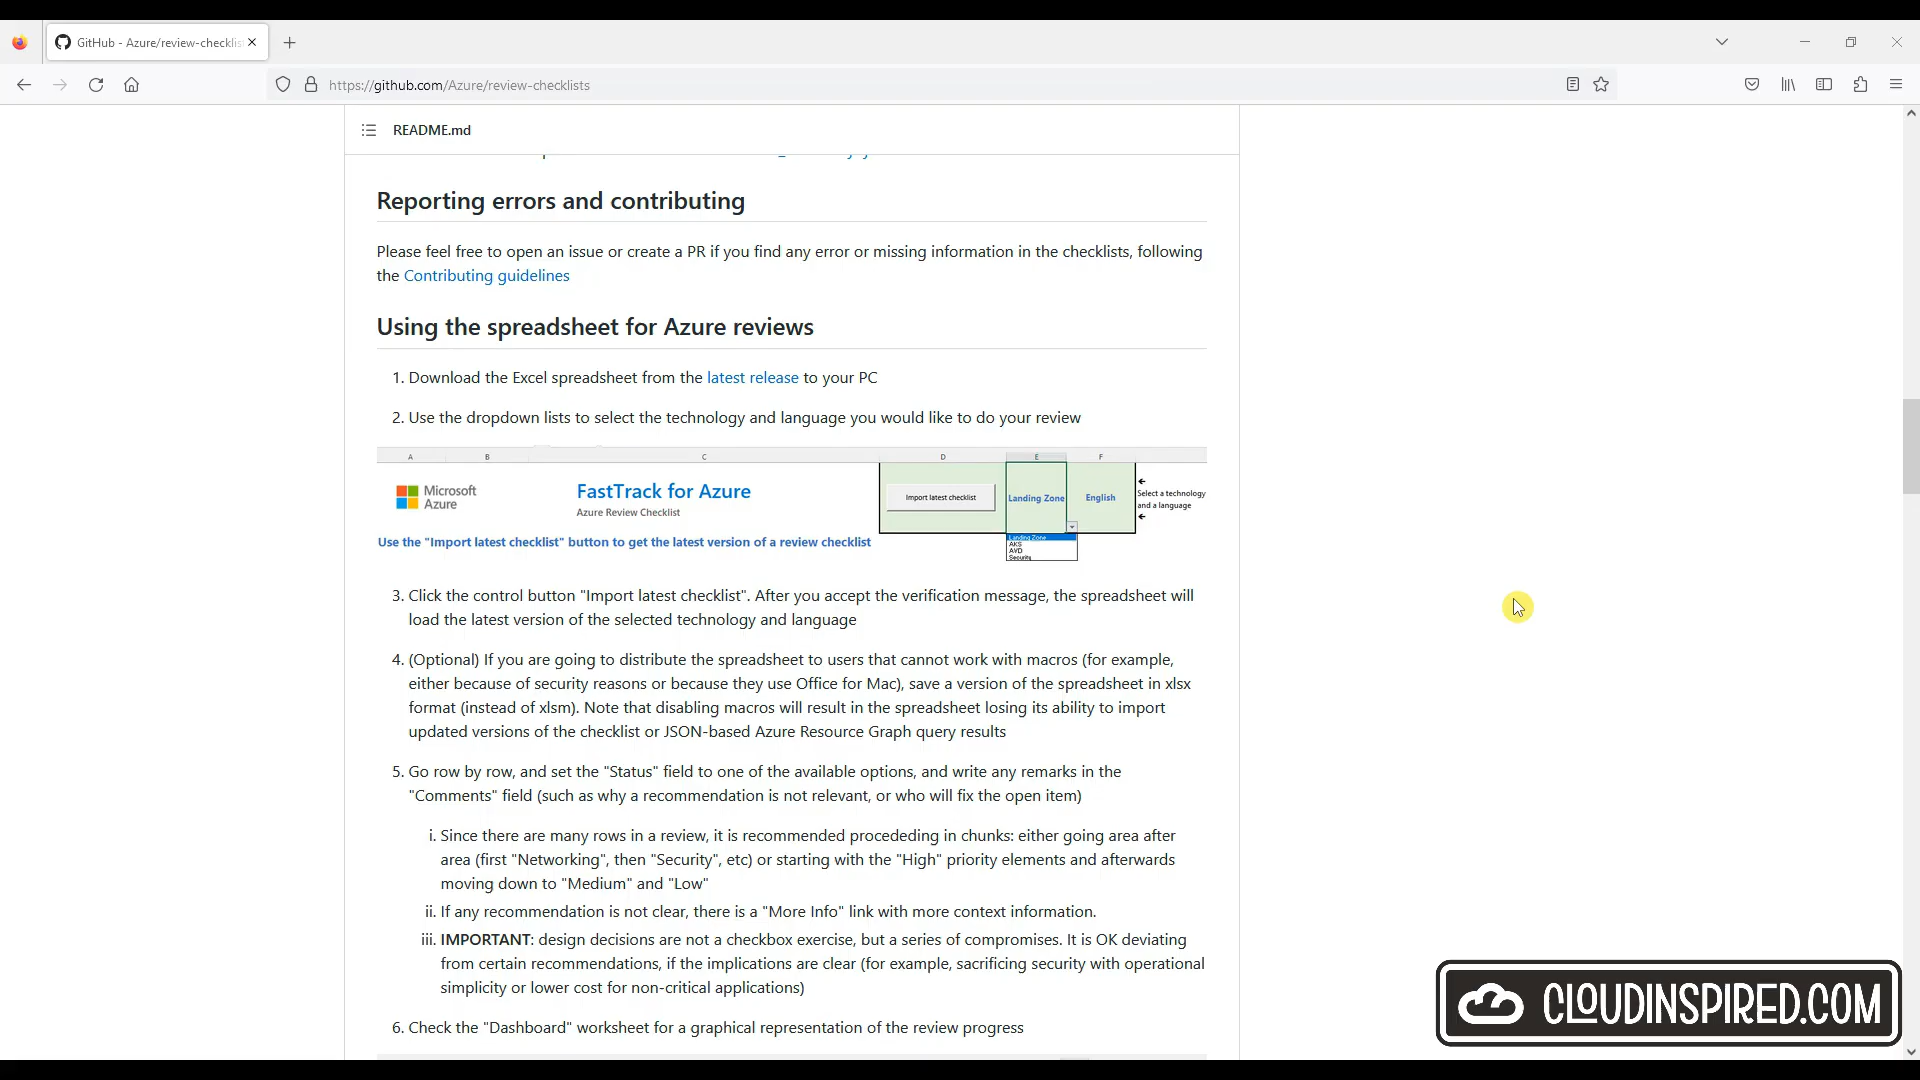 GitHub - Azure/review-checklis
https://github.com/Azure/review-checklists
README.md
Reporting errors and contributing
Please feel free to open an issue or create a PR if you find any error or missing information in the checklists, following
the Contributing guidelines
Using the spreadsheet for Azure reviews
1. Download the Excel spreadsheet from the latest release to your PC
2. Use the dropdown lists to select the technology and language you would like to do your review
A B C D E F
Microsoft
Azure
FastTrack for Azure
Azure Review Checklist
Import latest checklist
Landing Zone
English
Select a technology
and a language
Use the "Import latest checklist" button to get the latest version of a review checklist
Landing Zone
AKS
AVD
Security
3. Click the control button "Import latest checklist". After you accept the verification message, the spreadsheet will
load the latest version of the selected technology and language
4. (Optional) If you are going to distribute the spreadsheet to users that cannot work with macros (for example,
either because of security reasons or because they use Office for Mac), save a version of the spreadsheet in xlsx
format (instead of xlsm). Note that disabling macros will result in the spreadsheet losing its ability to import
updated versions of the checklist or JSON-based Azure Resource Graph query results
5. Go row by row, and set the "Status" field to one of the available options, and write any remarks in the
"Comments" field (such as why a recommendation is not relevant, or who will fix the open item)
i. Since there are many rows in a review, it is recommended procededing in chunks: either going area after
area (first "Networking", then "Security", etc) or starting with the "High" priority elements and afterwards
moving down to "Medium" and "Low"
ii. If any recommendation is not clear, there is a "More Info" link with more context information.
iii. IMPORTANT: design decisions are not a checkbox exercise, but a series of compromises. It is OK deviating
from certain recommendations, if the implications are clear (for example, sacrificing security with operational
simplicity or lower cost for non-critical applications)
6. Check the "Dashboard" worksheet for a graphical representation of the review progress
CLOUDINSPIRED.COM